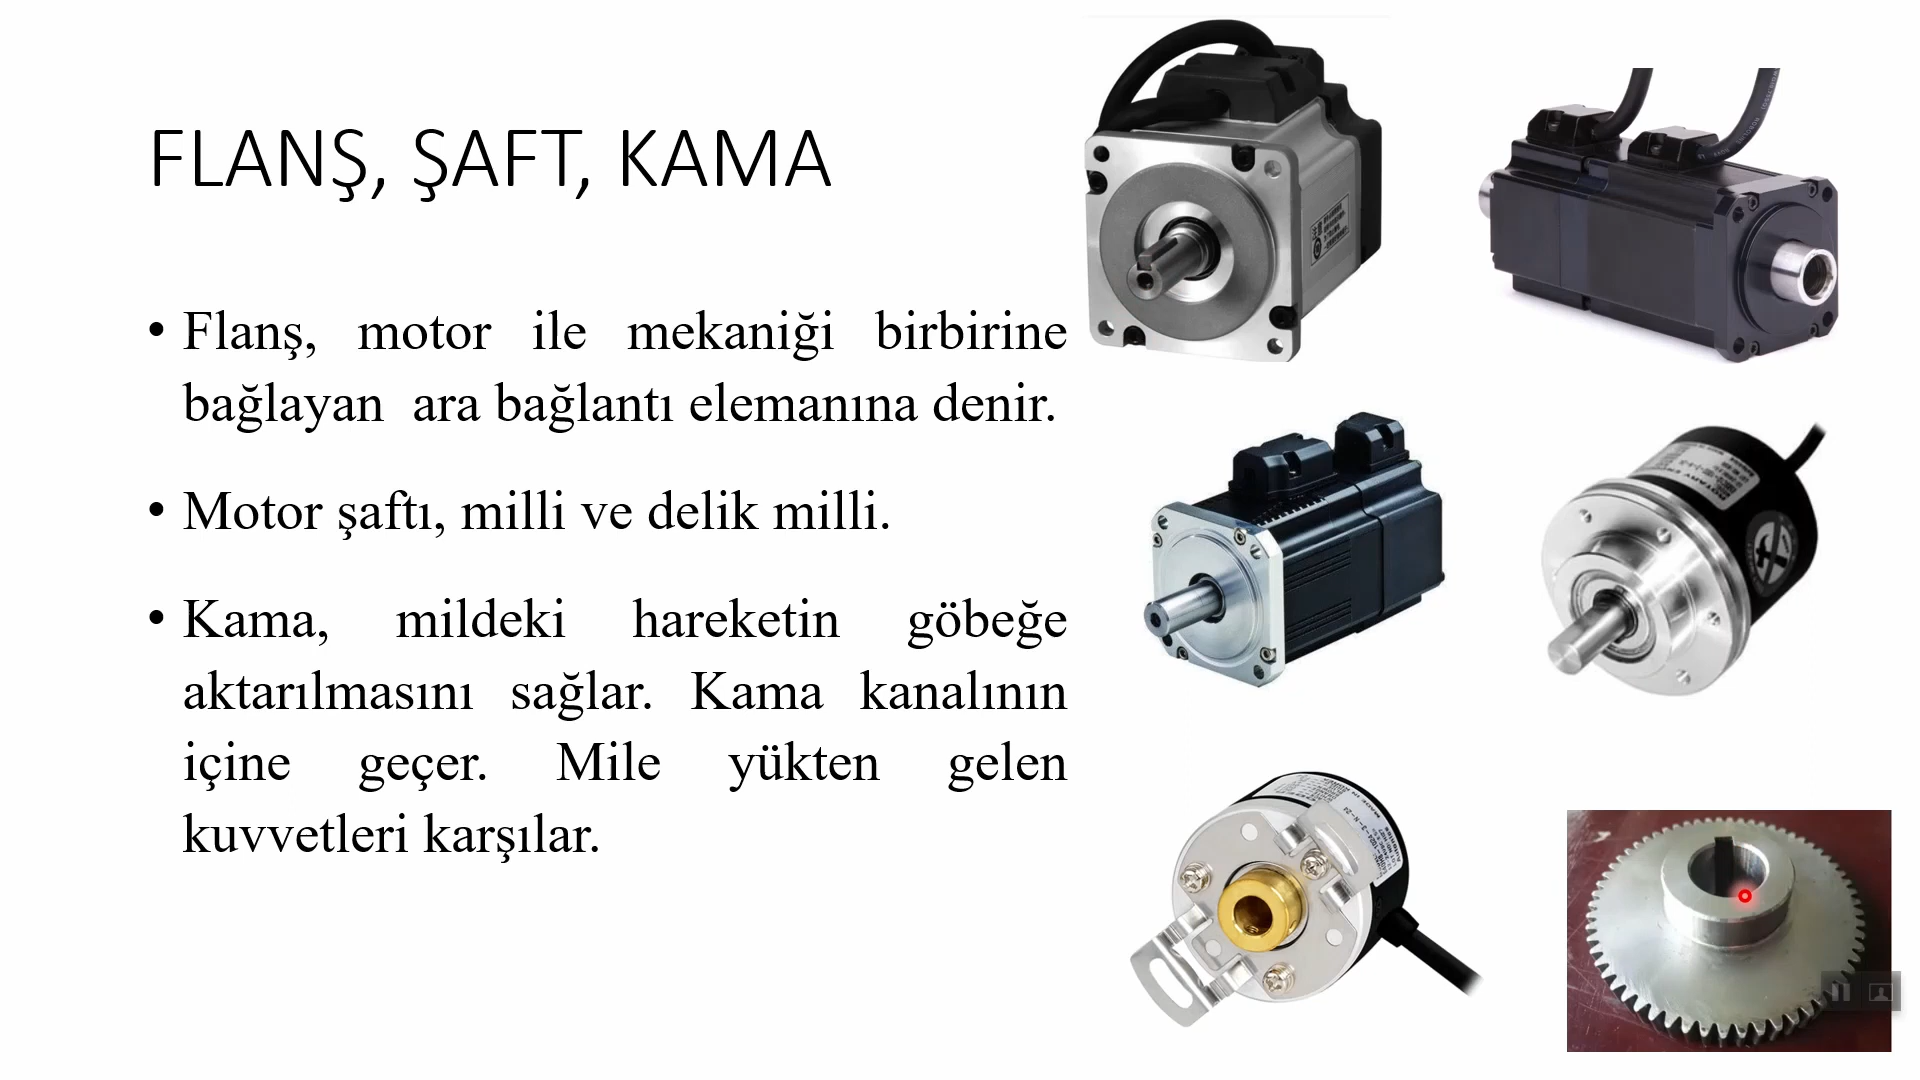 FLANŞ, ŞAFT, KAMA
• Flanş, motor ile mekaniği birbirine
bağlayan  ara bağlantı elemanına denir.
• Motor şaftı, milli ve delik milli.
• Kama, mildeki hareketin göbeğe
aktarılmasını sağlar. Kama kanalının
içine geçer. Mile yükten gelen
kuvvetleri karşılar.